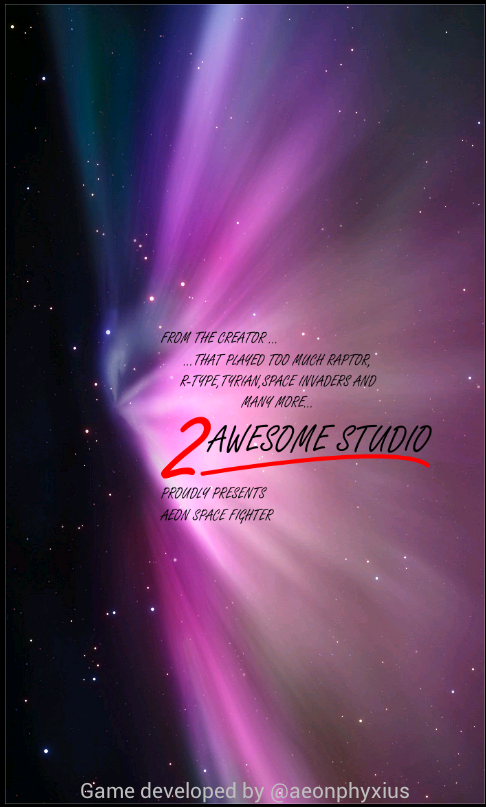 FROM THE CREATOR ...
...THAT PLAYED TOO MUCH RAPTOR,
R-TYPE,TYRIAN,SPACE INVADERS AND
MANY MORE...
2AWESOME STUDIO
PROUDLY PRESENTS
AEON SPACE FIGHTER
Game developed by @aeonphyxius